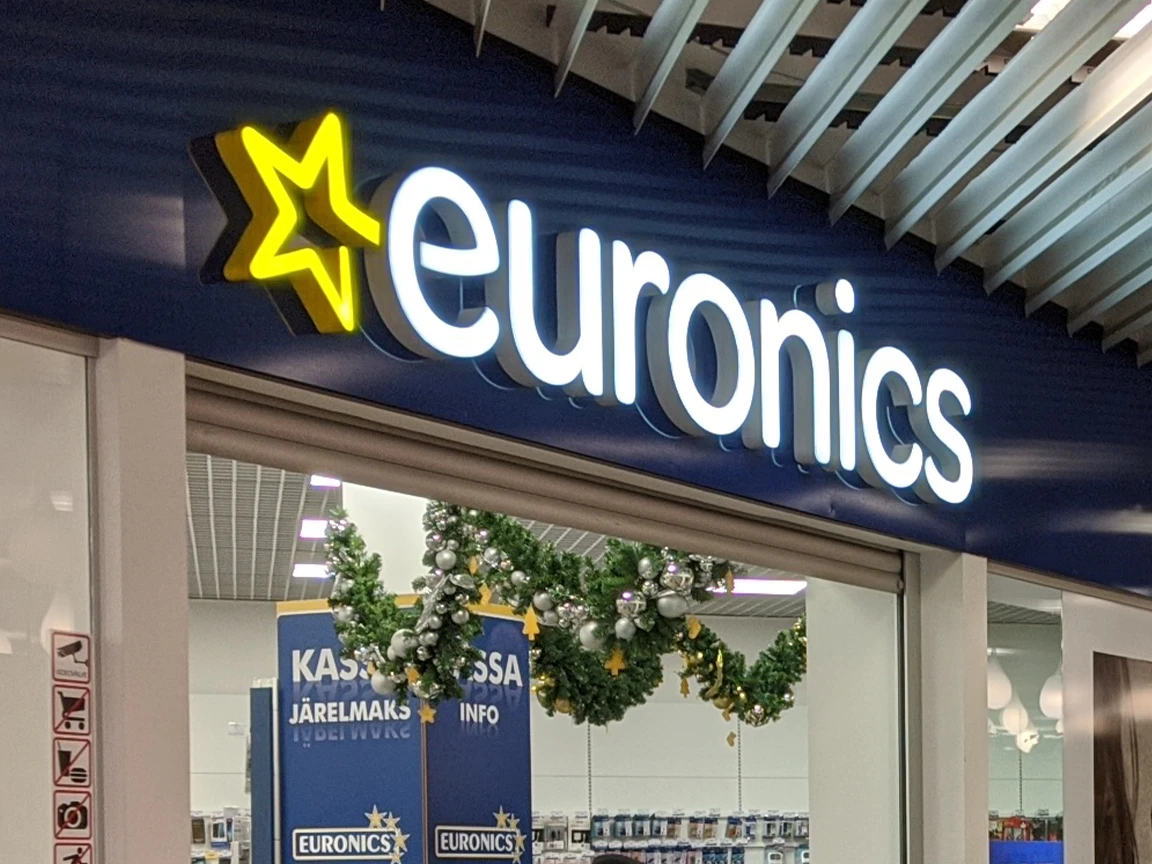 euronics
KASSA
JÄRELMAKS
EURONICS
KASSA
INFO
EURONICS